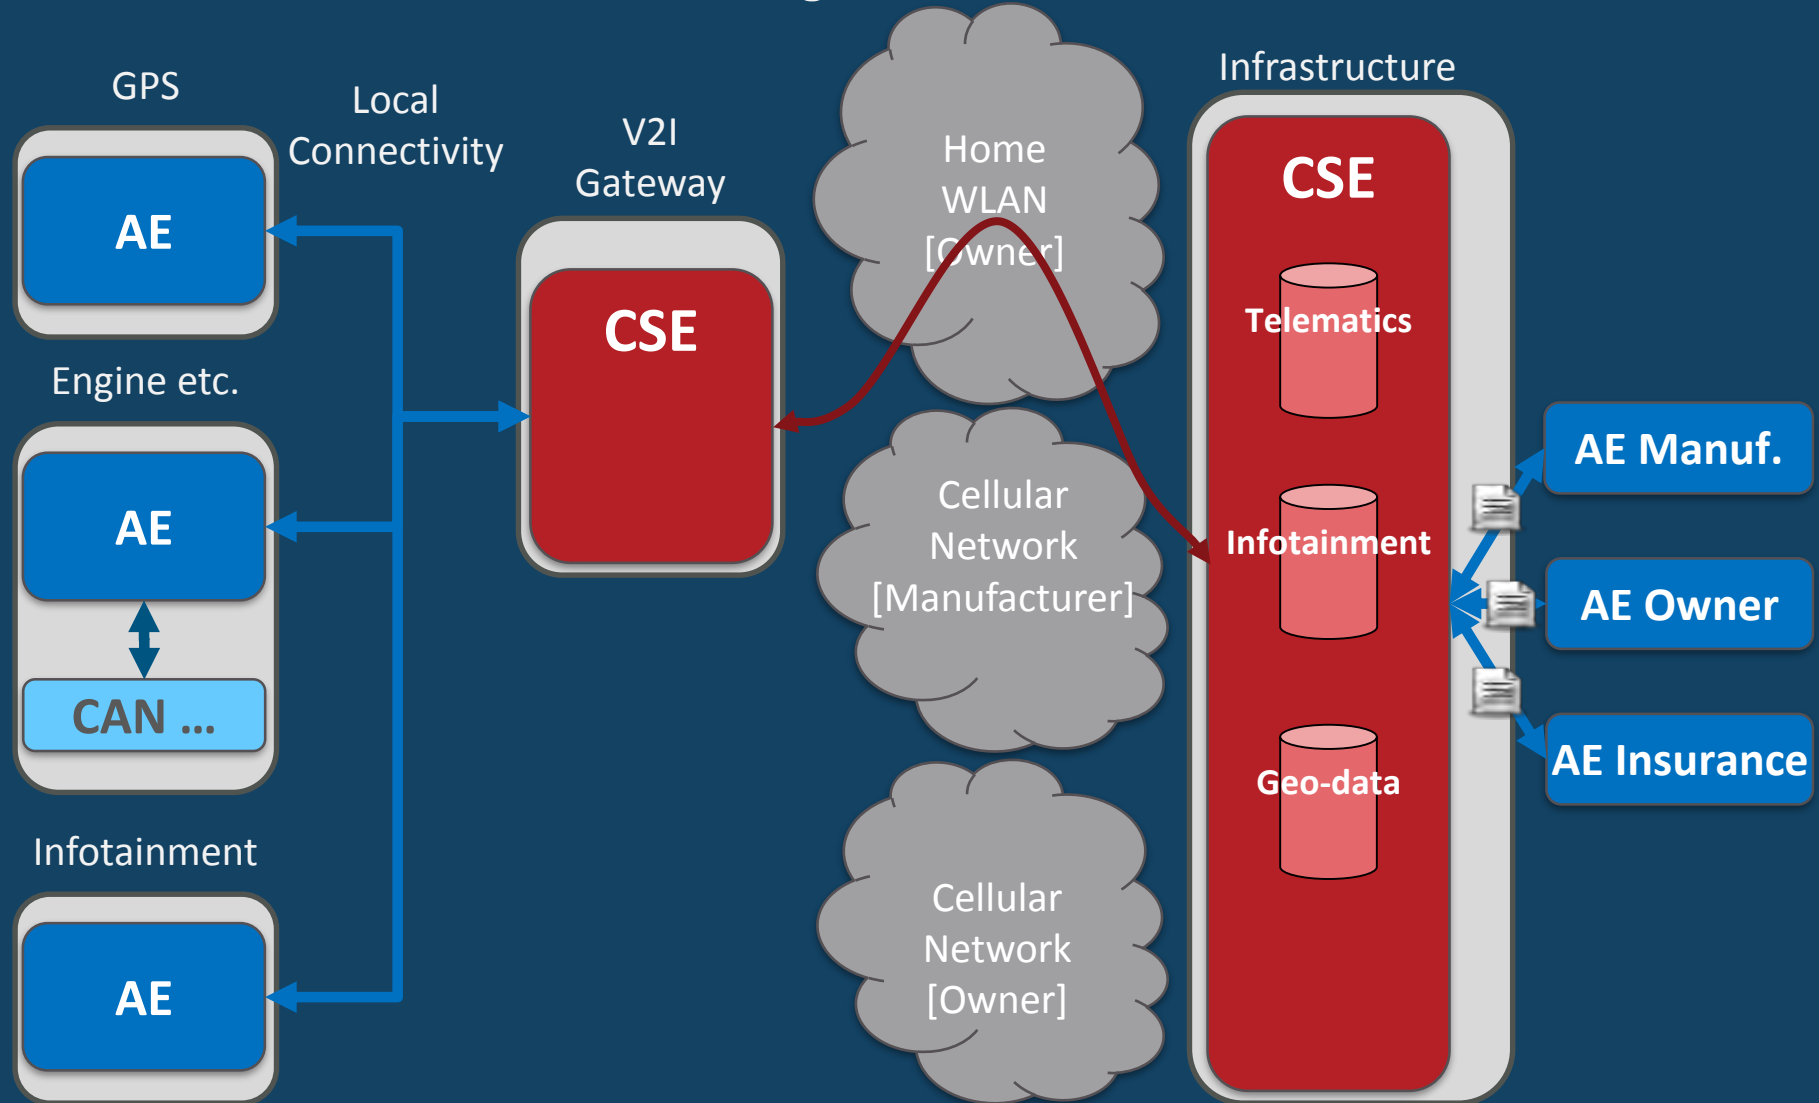 GPS
AE
Engine etc.
AE
CAN ...
Infotainment
AE
Local
Connectivity
V2I
Gateway
CSE
Home
WLAN
[Owner]
Cellular
Network
[Manufacturer]
Cellular
Network
[Owner]
Infrastructure
CSE
Telematics
Infotainment
Geo-data
AE Manuf.
AE Owner
AE Insurance